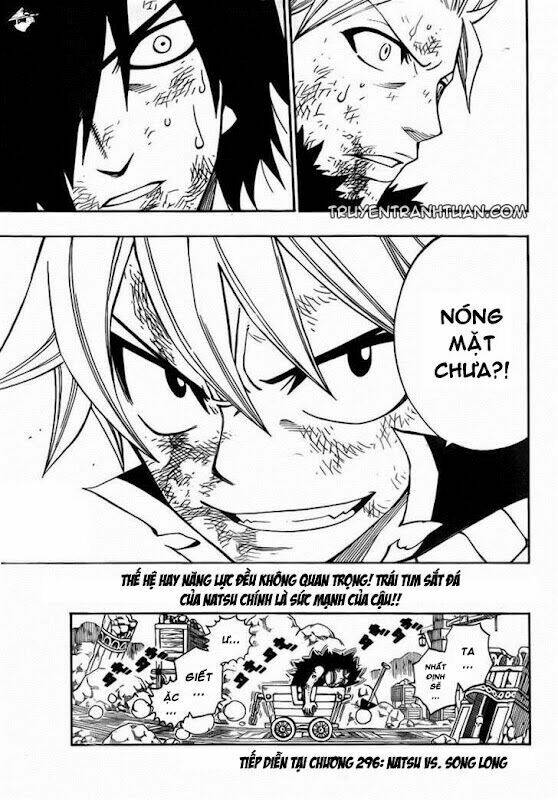 TRUYENTRANHTUAN.COM
NÓNG
MẶT
CHƯA?!
THẾ HỆ HAY NĂNG LỰC ĐỀU KHÔNG QUAN TRỌNG! TRÁI TIM SẮT ĐÁ
CỦA NATSU CHÍNH LÀ SỨC MẠNH CỦA CẬU!!
TA
...
NHẤT
ĐỊNH
SẼ
...
GIẾT
...
Ư...
ẶC
...
TIẾP DIỄN TẠI CHƯƠNG 296: NATSU VS. SONG LONG